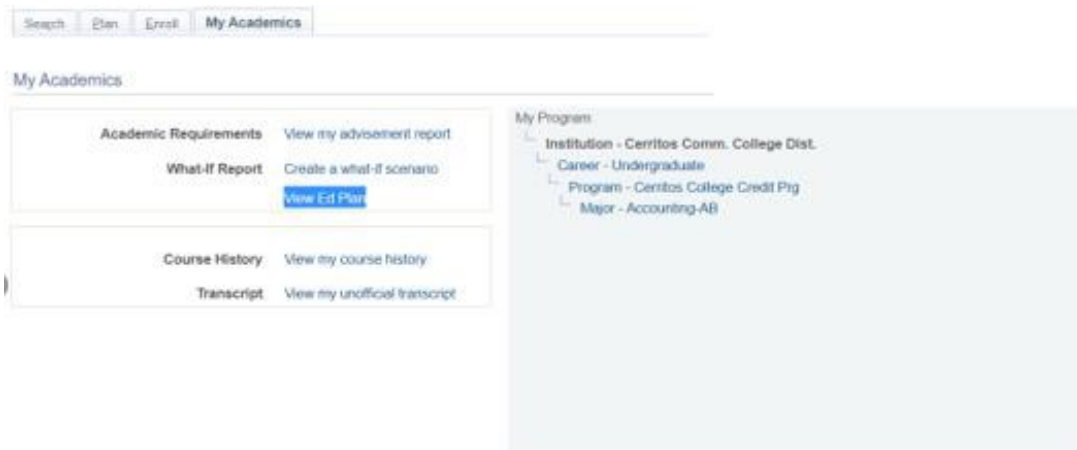 Search Plan Enroll My Academics
My Academics
Academic Requirements View my advisement report
What-If Report Create a what-if scenario
View Ed Plan
Course History View my course history
Transcript View my unofficial transcript
My Program
Institution - Cerritos Comm. College Dist.
Career - Undergraduate
Program - Cerritos College Credit Prg
Major - Accounting-AB